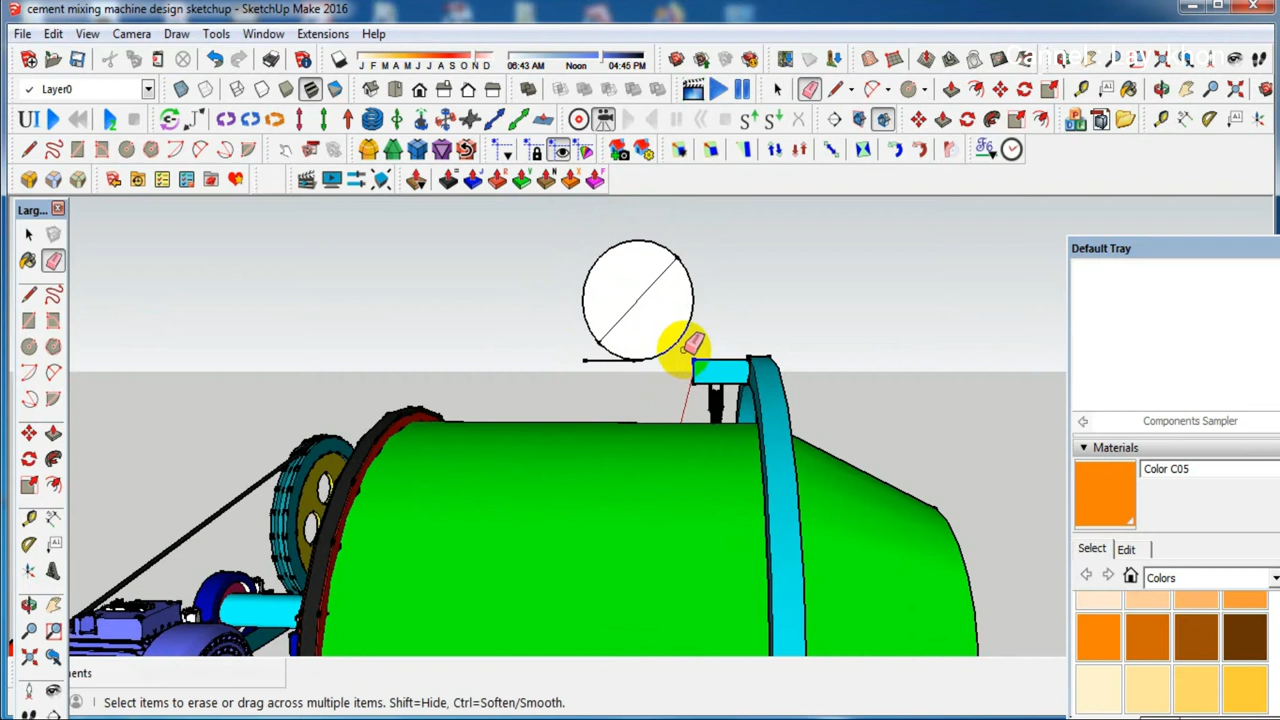 cement mixing machine design sketchup - SketchUp Make 2016
File Edit View Camera Draw Tools Window Extensions Help
J F M A M J J A S O N D 06:43 AM Noon 04:45 PM
Layer0
UI
Larg...
Default Tray
Components Sampler
Materials
Color C05
Select Edit
Colors
ments
Select items to erase or drag across multiple items. Shift=Hide, Ctrl=Soften/Smooth.